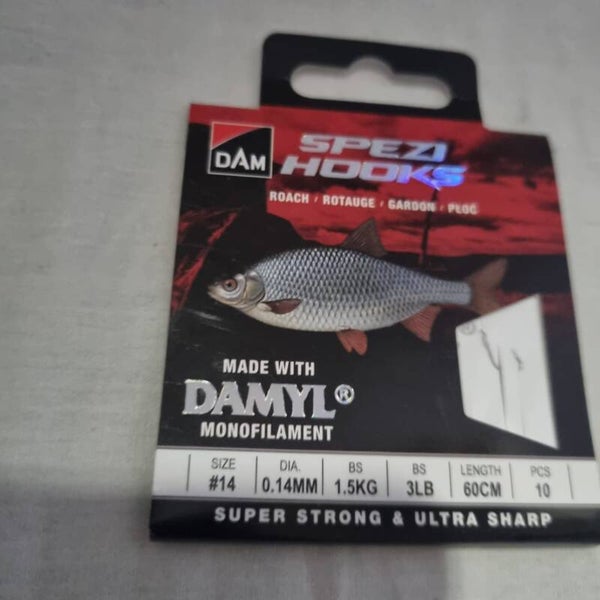 DAM
SPEZI
HOOKS
ROACH / ROTAUGE / GARDON / PŁOĆ
MADE WITH
DAMYL®
MONOFILAMENT
SIZE DIA. BS BS LENGTH PCS
#14 0.14MM 1.5KG 3LB 60CM 10
SUPER STRONG & ULTRA SHARP